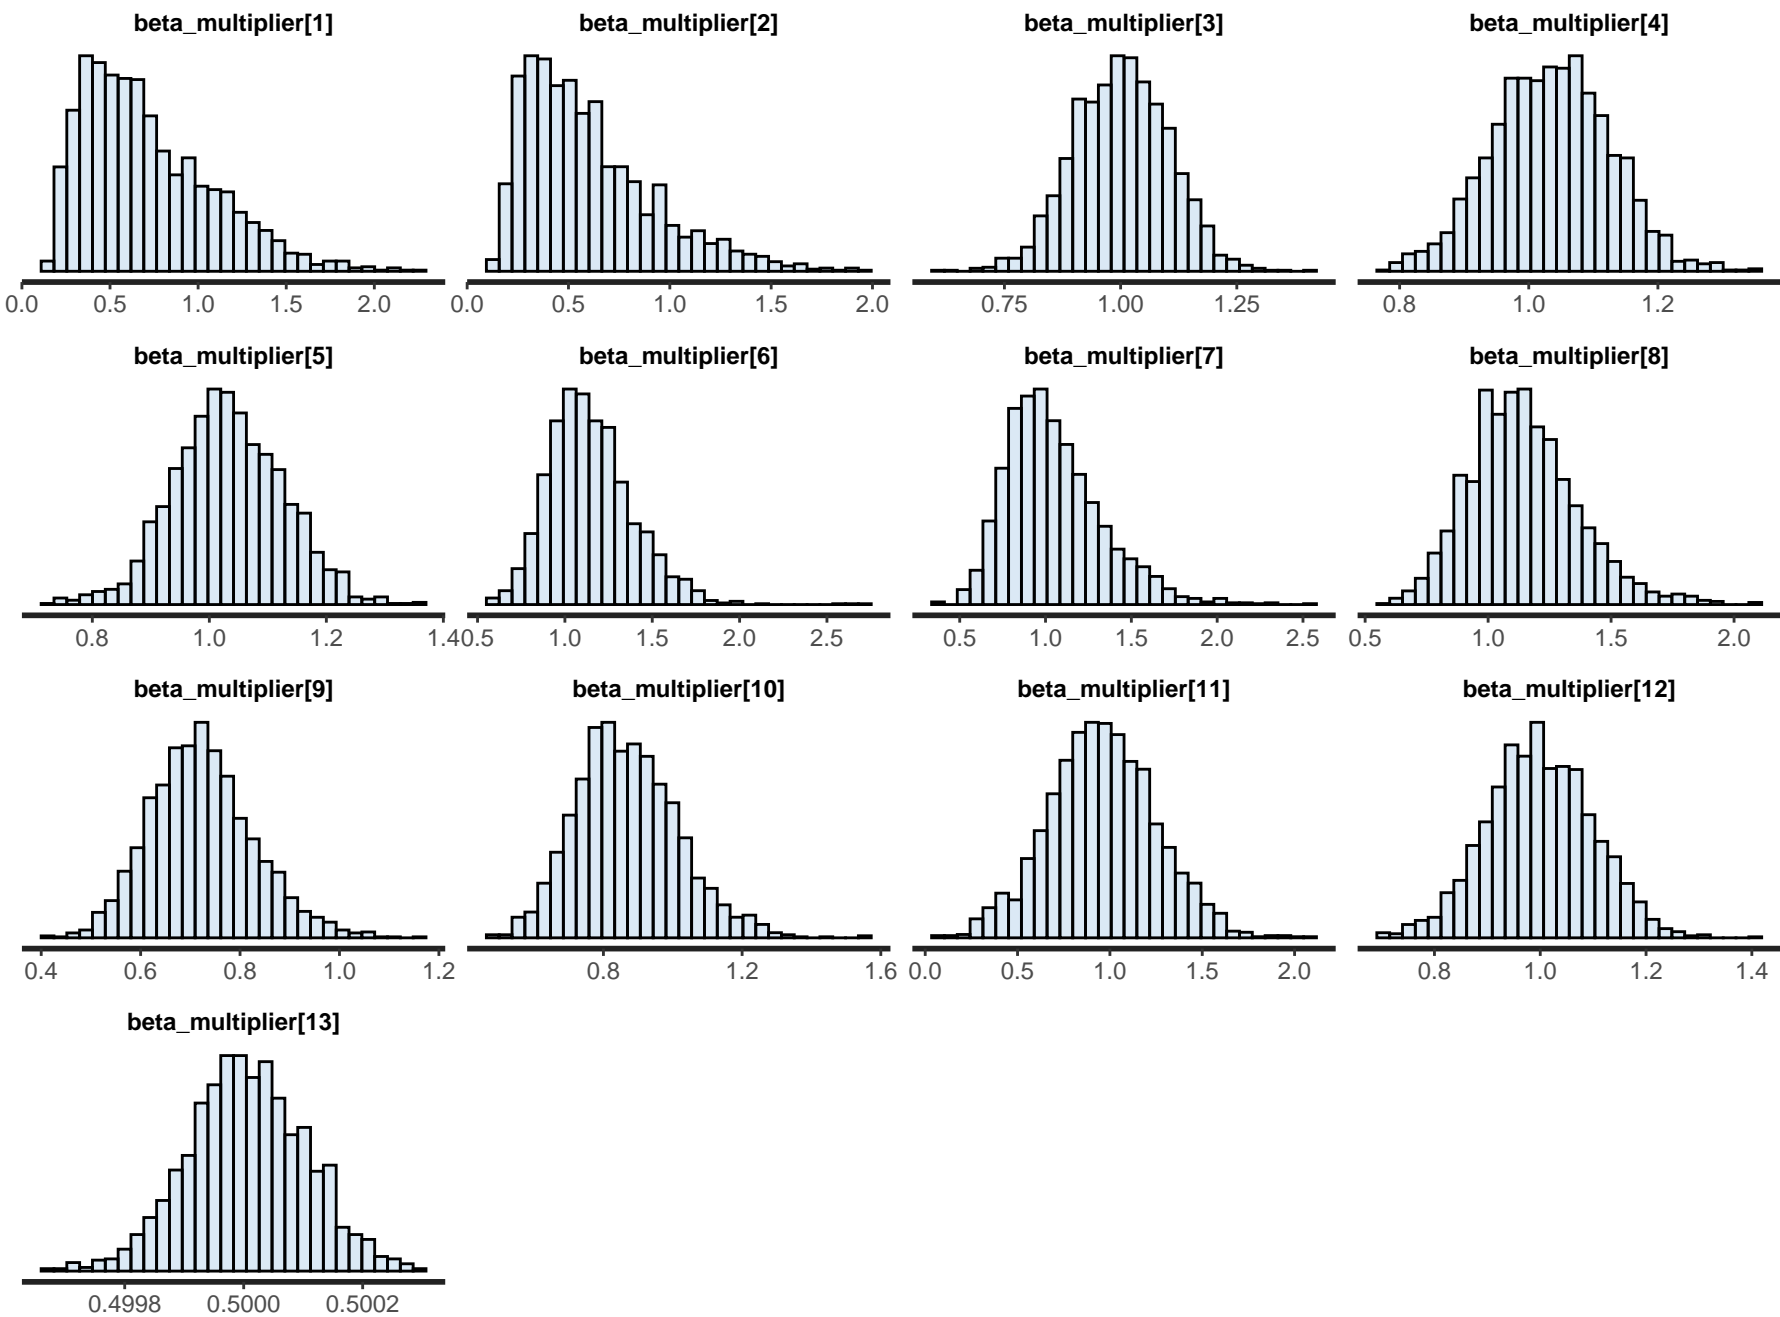 beta_multiplier[1] beta_multiplier[2] beta_multiplier[3] beta_multiplier[4]
0.0 0.5 1.0 1.5 2.0 0.0 0.5 1.0 1.5 2.0 0.75 1.00 1.25 0.8 1.0 1.2
beta_multiplier[5] beta_multiplier[6] beta_multiplier[7] beta_multiplier[8]
0.8 1.0 1.2 1.4 0.5 1.0 1.5 2.0 2.5 0.5 1.0 1.5 2.0 2.5 0.5 1.0 1.5 2.0
beta_multiplier[9] beta_multiplier[10] beta_multiplier[11] beta_multiplier[12]
0.4 0.6 0.8 1.0 1.2 0.8 1.2 1.6 0.0 0.5 1.0 1.5 2.0 0.8 1.0 1.2 1.4
beta_multiplier[13]
0.4998 0.5000 0.5002